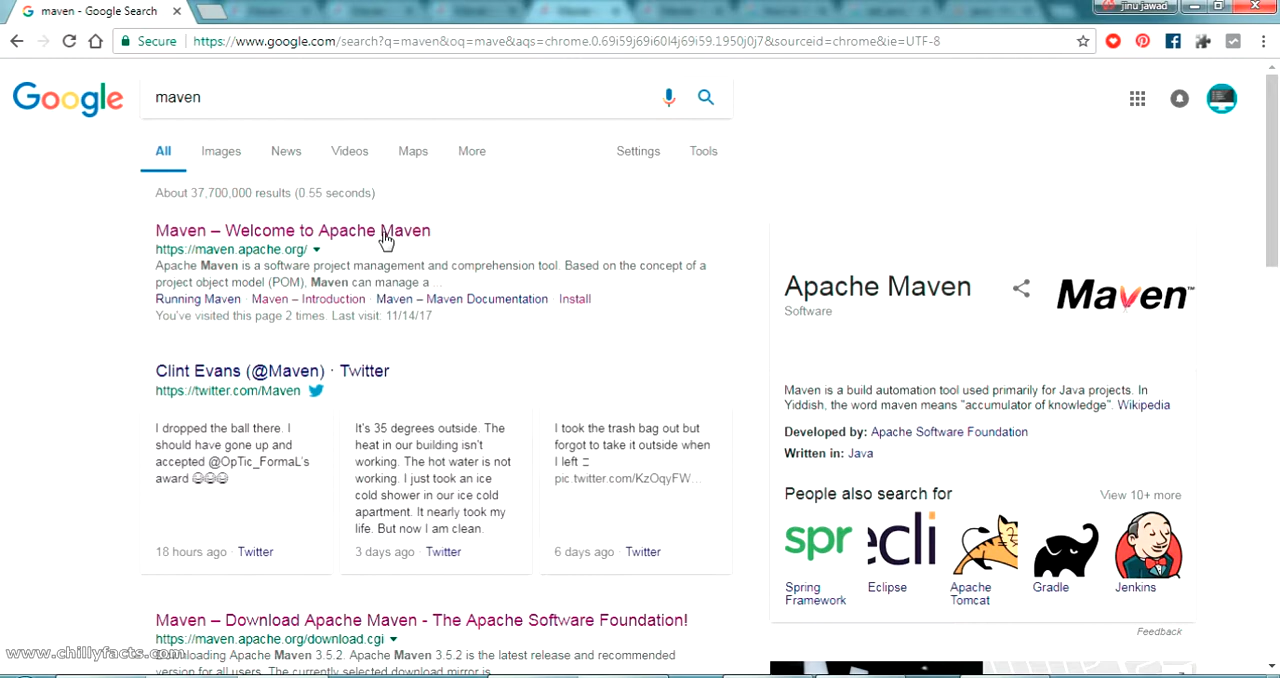 maven - Google Search
jinu jawad
Secure https://www.google.com/search?q=maven&oq=mave&aqs=chrome.0.69i59j69i60l4j69i59.1950j0j7&sourceid=chrome&ie=UTF-8
Google
maven
All Images News Videos Maps More Settings Tools
About 37,700,000 results (0.55 seconds)
Maven – Welcome to Apache Maven
https://maven.apache.org/
Apache Maven is a software project management and comprehension tool. Based on the concept of a
project object model (POM), Maven can manage a ...
Running Maven · Maven – Introduction · Maven – Maven Documentation · Install
You've visited this page 2 times. Last visit: 11/14/17
Clint Evans (@Maven) · Twitter
https://twitter.com/Maven
I dropped the ball there. I
should have gone up and
accepted @OpTic_FormaL's
award
18 hours ago · Twitter
It's 35 degrees outside. The
heat in our building isn't
working. The hot water is not
working. I just took an ice
cold shower in our ice cold
apartment. It nearly took my
life. But now I am clean.
3 days ago · Twitter
I took the trash bag out but
forgot to take it outside when
I left
pic.twitter.com/KzOqyFW...
6 days ago · Twitter
Maven – Download Apache Maven - The Apache Software Foundation!
https://maven.apache.org/download.cgi
Apache Maven 3.5.2. Apache Maven 3.5.2 is the latest release and recommended
version for all users. The currently selected download mirror is
www.chillyfacts.com
Apache Maven
Software
Maven™
Maven is a build automation tool used primarily for Java projects. In
Yiddish, the word maven means "accumulator of knowledge". Wikipedia
Developed by: Apache Software Foundation
Written in: Java
People also search for
View 10+ more
spr
ecli
Spring
Framework
Eclipse
Apache
Tomcat
Gradle
Jenkins
Feedback